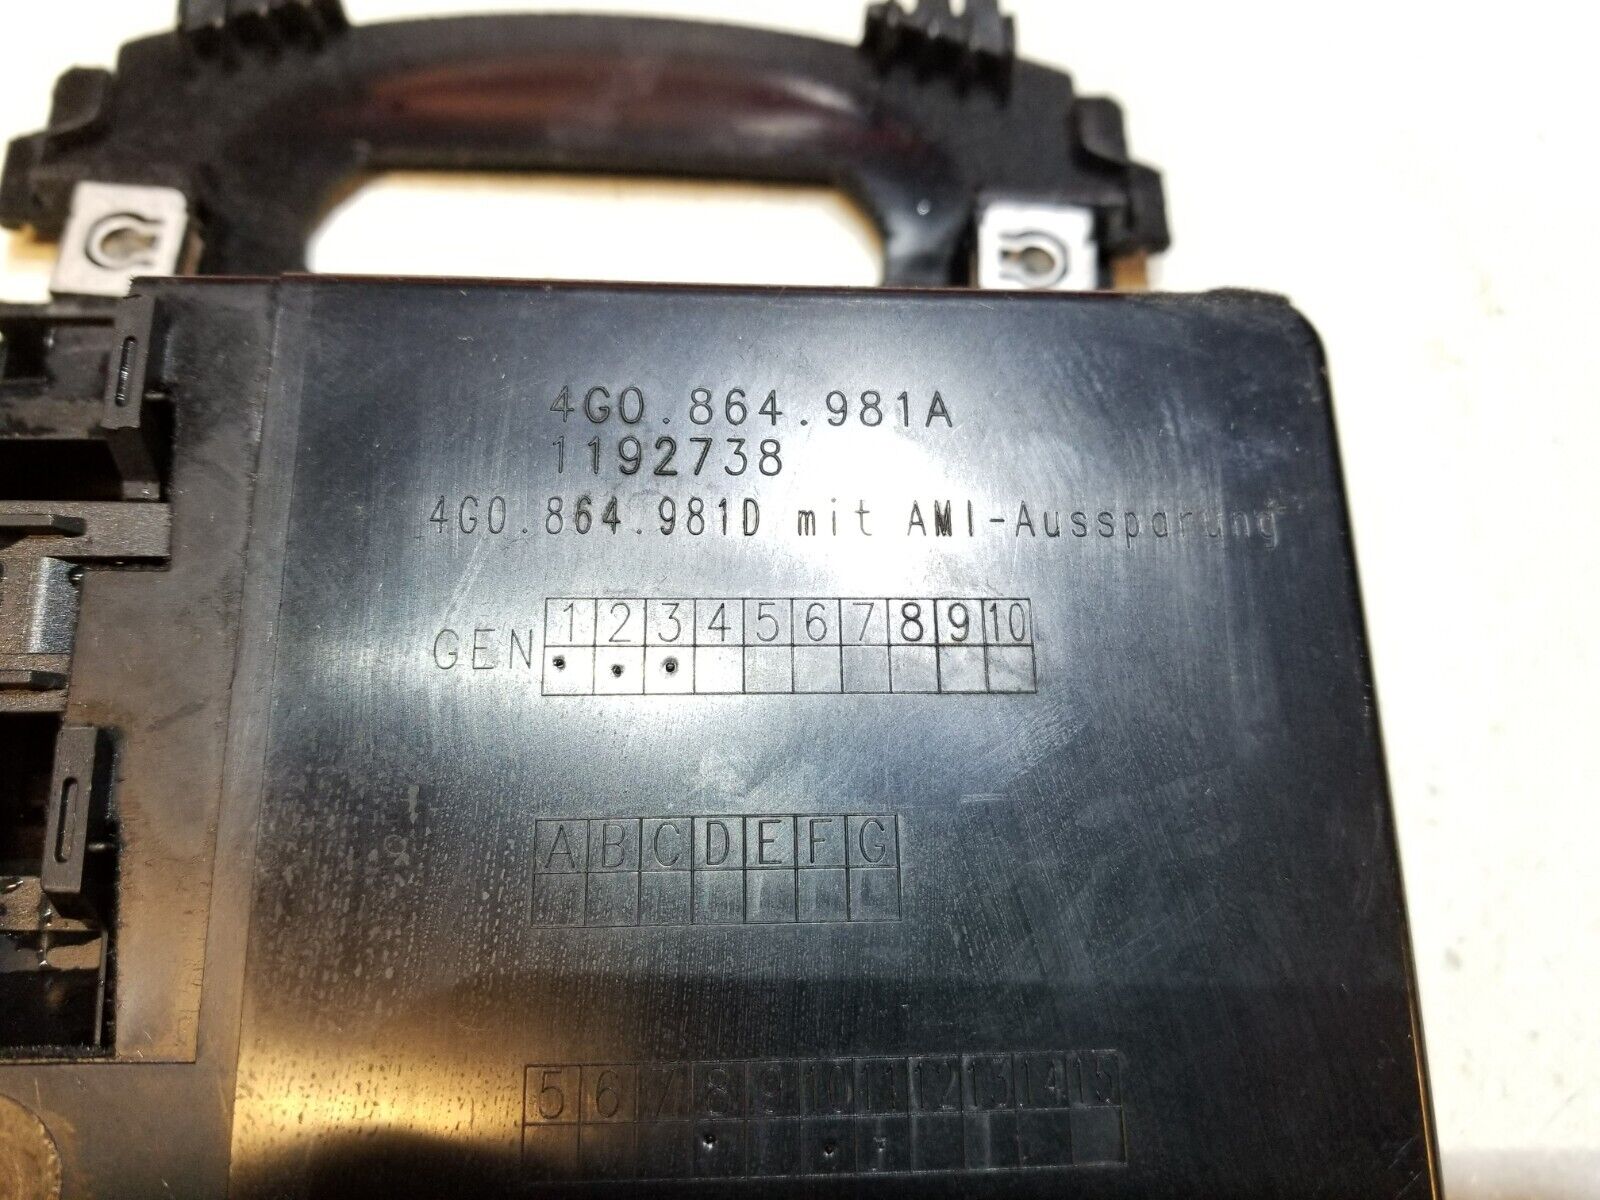 4G0.864.981A
1192738
4G0.864.981D mit AMI-Aussparung
GEN 1 2 3 4 5 6 7 8 9 10
A B C D E F G
5 6 7 8 9 10 11 12 13 14 15